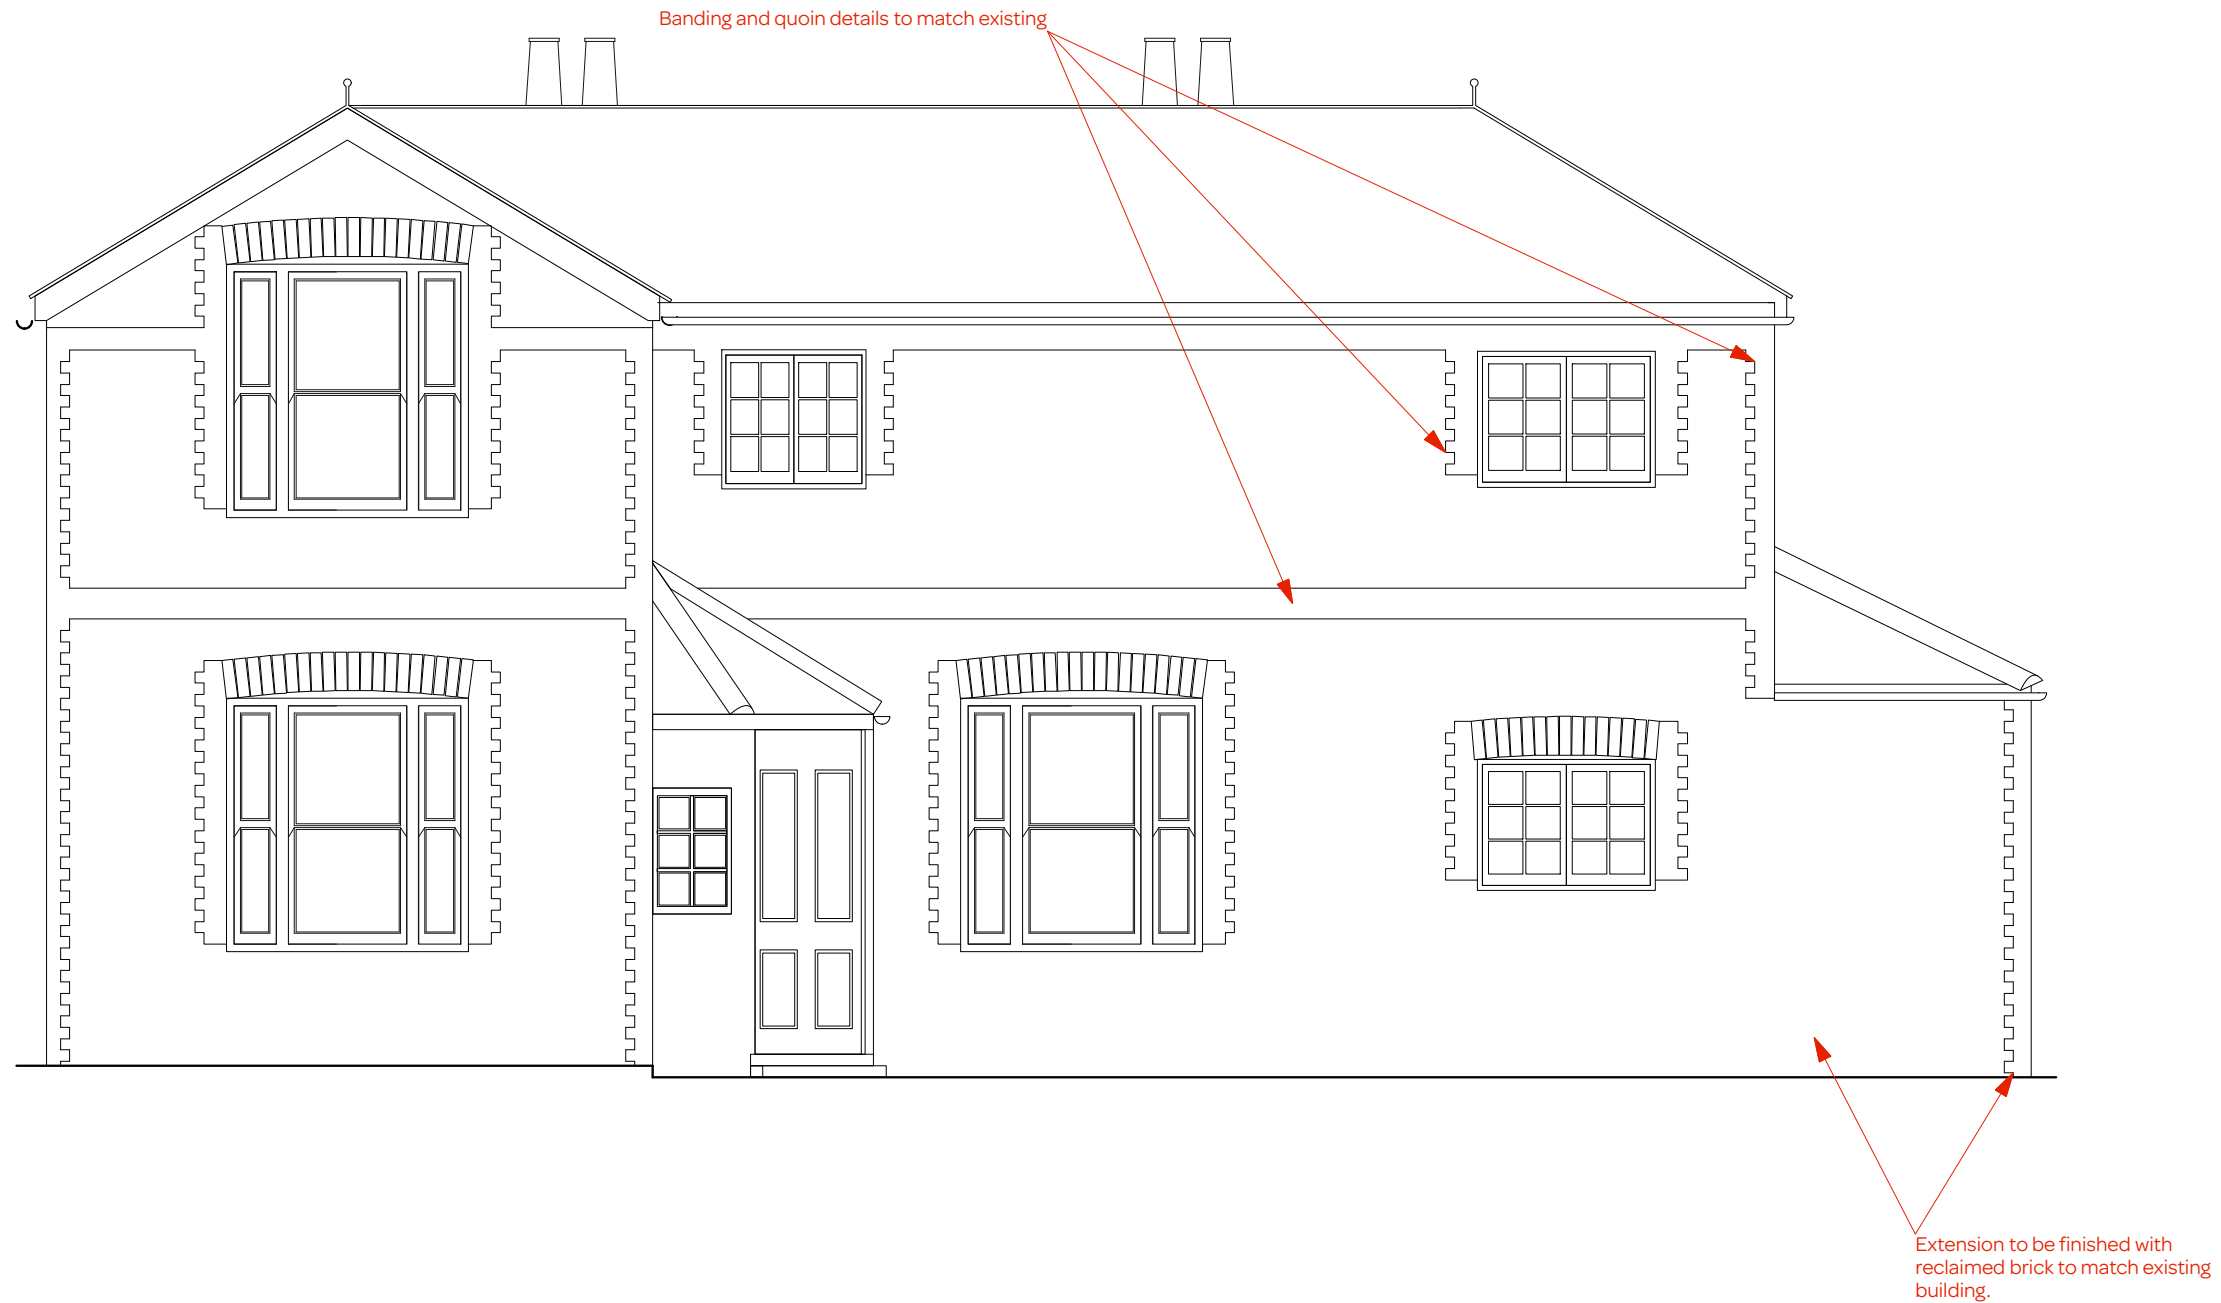 Banding and quoin details to match existing
Extension to be finished with
reclaimed brick to match existing
building.